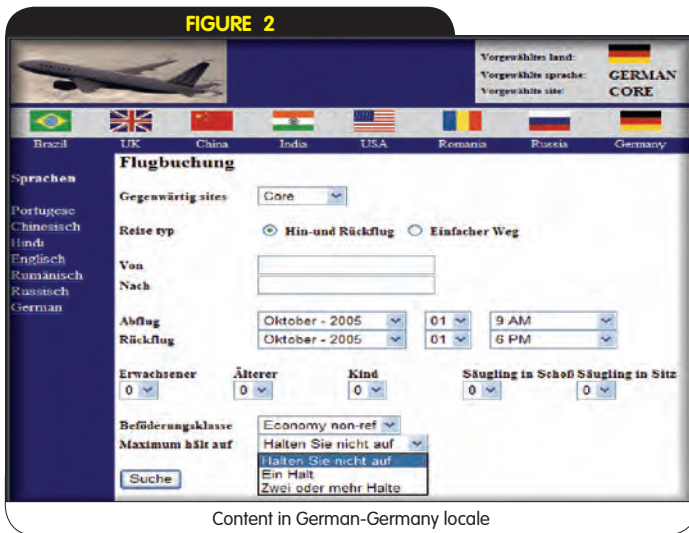 FIGURE 2
Vorgewähltes land:
Vorgewählte sprache: GERMAN
Vorgewählte site: CORE
Brazil UK China India USA Romania Russia Germany
Sprachen
Portugese
Chinesisch
Hindi
Englisch
Rumänisch
Russisch
German
Flugbuchung
Gegenwärtig sites Core
Reise typ Hin-und Rückflug Einfacher Weg
Von
Nach
Abflug Oktober - 2005 01 9 AM
Rückflug Oktober - 2005 01 6 PM
Erwachsener Älterer Kind Säugling in Schoß Säugling in Sitz
0 0 0 0 0
Beföderungsklasse Economy non-ref
Maximum hält auf Halten Sie nicht auf
Halten Sie nicht auf
Ein Halt
Zwei oder mehr Halte
Suche
Content in German-Germany locale